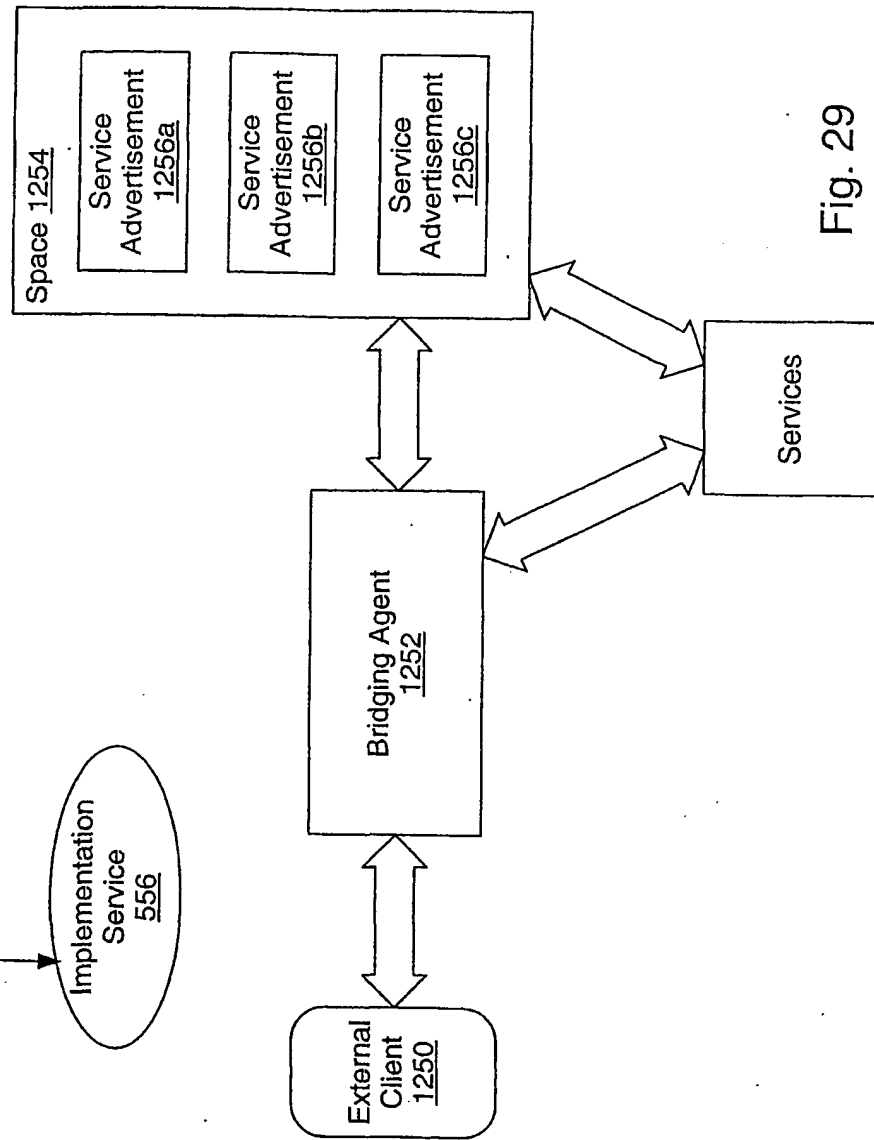 Implementation
Service
556
External
Client
1250
Bridging Agent
1252
Space 1254
Service
Advertisement
1256a
Service
Advertisement
1256b
Service
Advertisement
1256c
Services
Fig. 29